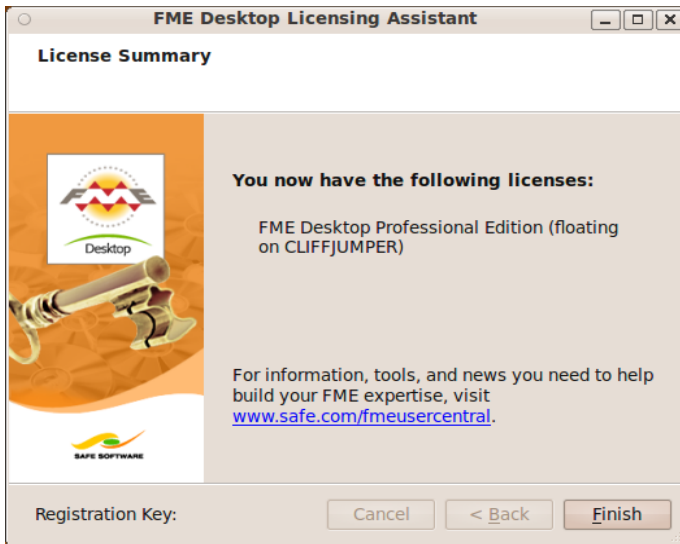 FME Desktop Licensing Assistant
License Summary
FME
Desktop
SAFE SOFTWARE
You now have the following licenses:
FME Desktop Professional Edition (floating
on CLIFFJUMPER)
For information, tools, and news you need to help
build your FME expertise, visit
www.safe.com/fmeusercentral.
Registration Key:
Cancel
< Back
Finish